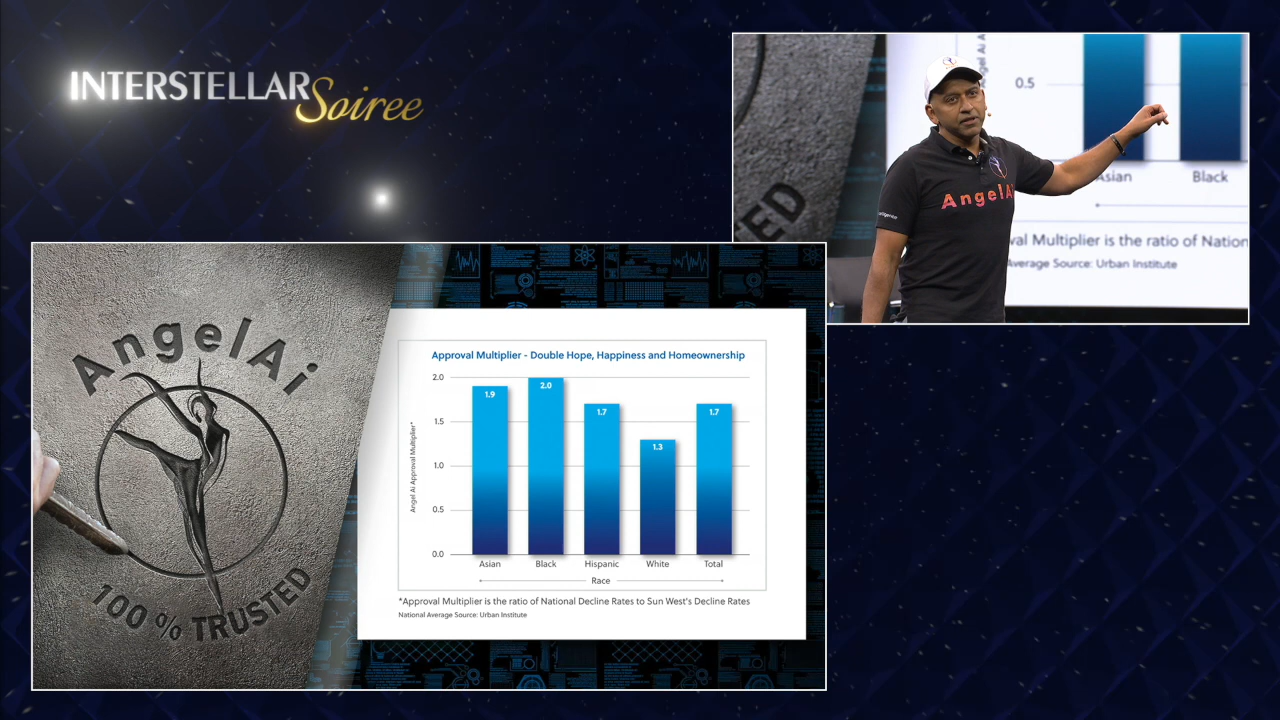 INTERSTELLAR Soiree
0.5
Asian
Black
AngelAi
TED
val Multiplier is the ratio of Nation
Average Source: Urban Institute
AngelAi
100 % TRUSTED
Approval Multiplier - Double Hope, Happiness and Homeownership
Angel Ai Approval Multiplier*
2.0
1.5
1.0
0.5
0.0
1.9
2.0
1.7
1.3
1.7
Asian
Black
Hispanic
White
Total
Race
*Approval Multiplier is the ratio of National Decline Rates to Sun West's Decline Rates
National Average Source: Urban Institute